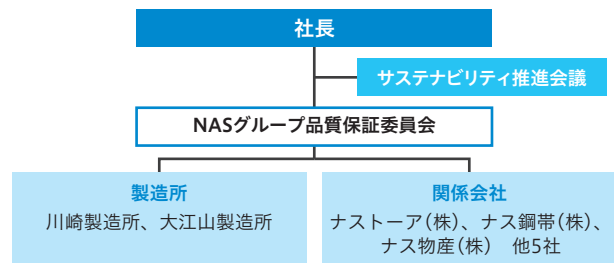 社長
サステナビリティ推進会議
NASグループ品質保証委員会
製造所
川崎製造所、大江山製造所
関係会社
ナストーア(株)、ナス鋼帯(株)、
ナス物産(株)　他5社